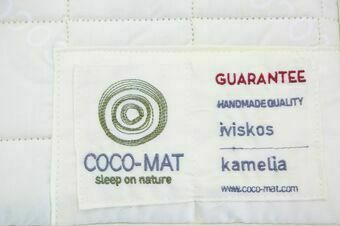 COCO-MAT
sleep on nature
GUARANTEE
HANDMADE QUALITY
iviskos
kamelia
www.coco-mat.com